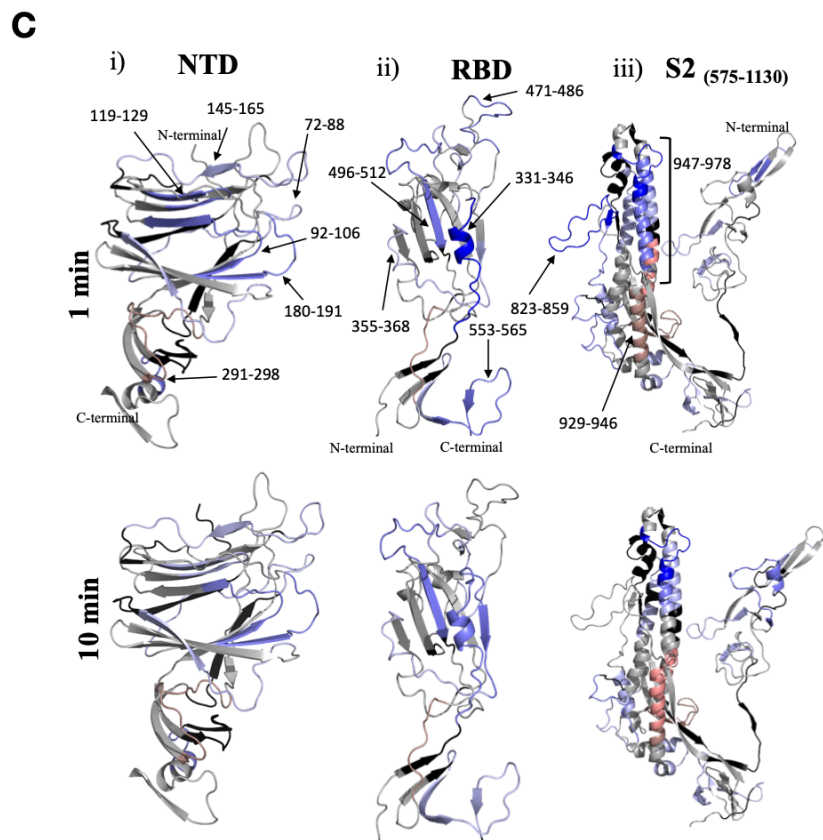 C
i) NTD
ii) RBD
iii) S2 (575-1130)
119-129
145-165
N-terminal
72-88
92-106
180-191
291-298
C-terminal
471-486
496-512
331-346
355-368
553-565
N-terminal
C-terminal
N-terminal
947-978
823-859
929-946
C-terminal
1 min
10 min